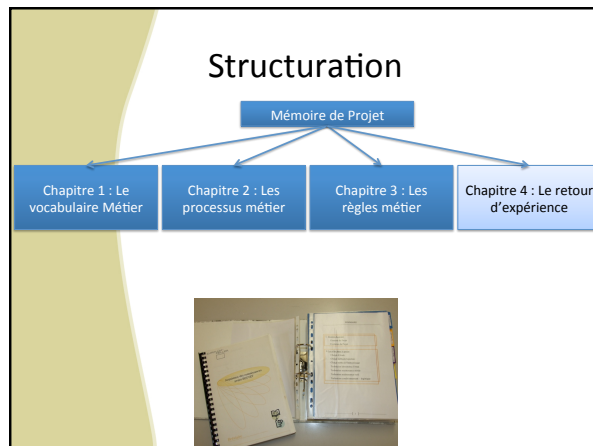 Structuration
Mémoire de Projet
Chapitre 1 : Le
vocabulaire Métier
Chapitre 2 : Les
processus métier
Chapitre 3 : Les
règles métier
Chapitre 4 : Le retour
d'expérience